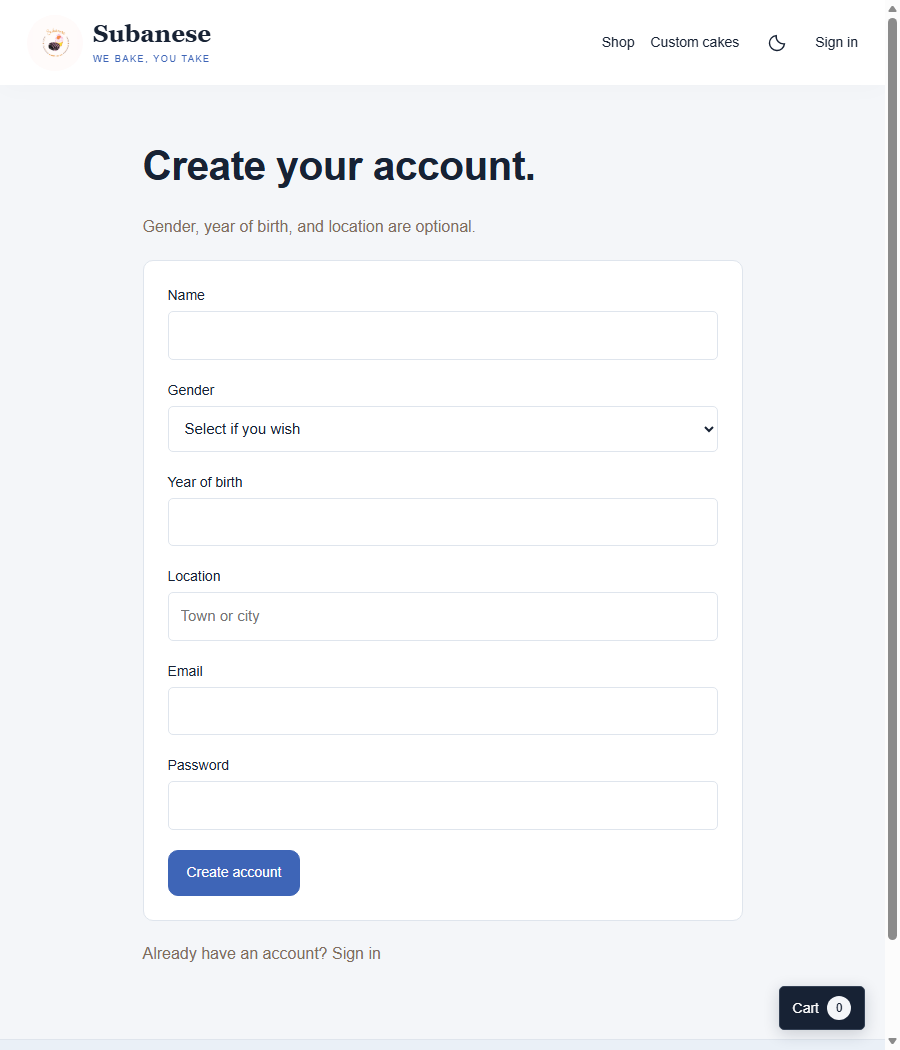 Subanese
WE BAKE, YOU TAKE
Shop
Custom cakes
Sign in
Create your account.
Gender, year of birth, and location are optional.
Name
Gender
Select if you wish
Year of birth
Location
Town or city
Email
Password
Create account
Already have an account? Sign in
Cart 0